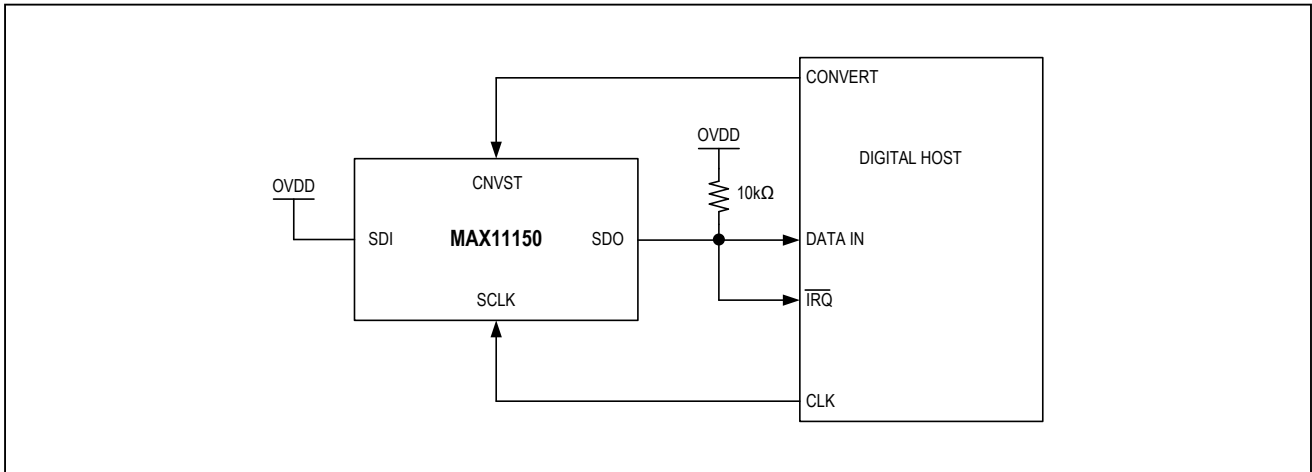 CONVERT
OVDD
DIGITAL HOST
10kΩ
OVDD
CNVST
SDI
MAX11150
SDO
DATA IN
SCLK
IRQ
CLK